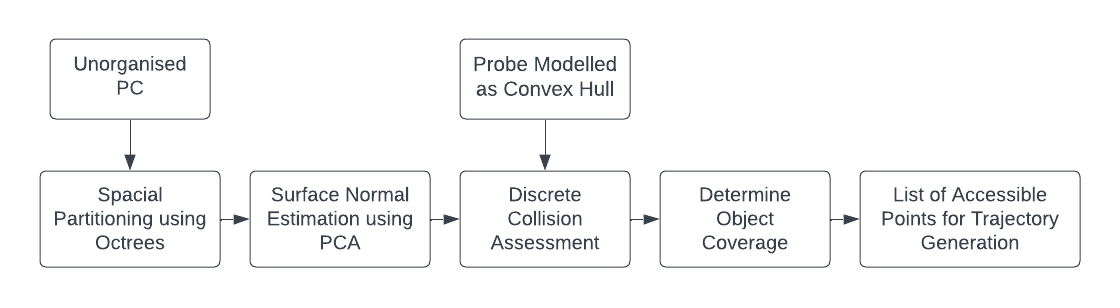 Unorganised
PC
Probe Modelled
as Convex Hull
Spacial
Partitioning using
Octrees
Surface Normal
Estimation using
PCA
Discrete
Collision
Assessment
Determine
Object
Coverage
List of Accessible
Points for Trajectory
Generation